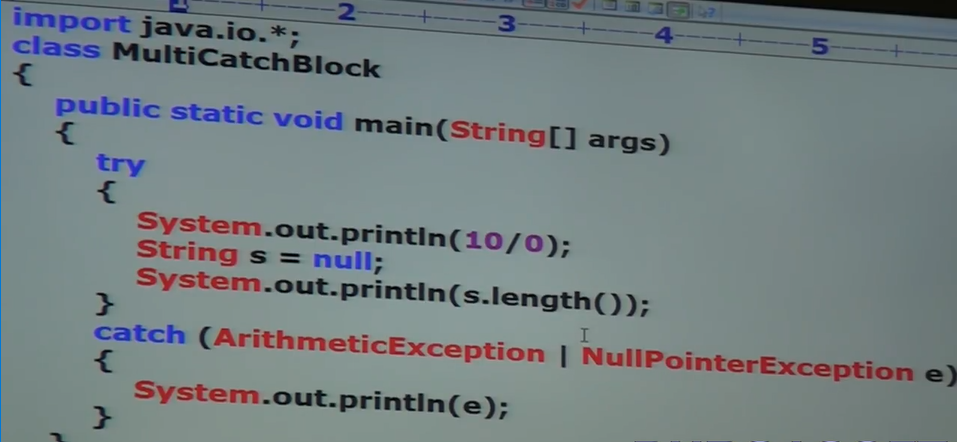 2 3 4 5
import java.io.*;
class MultiCatchBlock
{
public static void main(String[] args)
{
try
{
System.out.println(10/0);
String s = null;
System.out.println(s.length());
}
catch (ArithmeticException | NullPointerException e)
{
System.out.println(e);
}
}